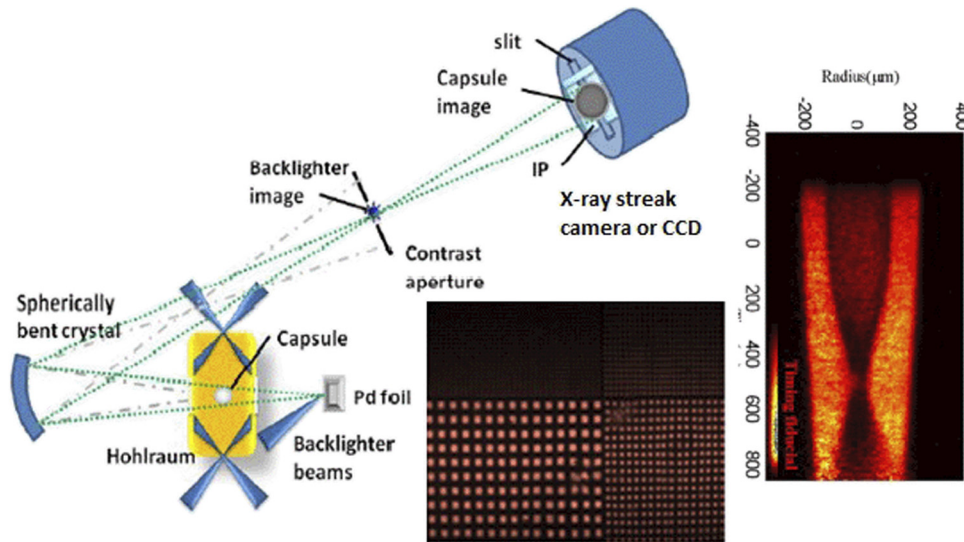 slit
Capsule
image
IP
Backlighter
image
X-ray streak
camera or CCD
Contrast
aperture
Spherically
bent crystal
Capsule
Pd foil
Hohlraum
Backlighter
beams
Radius(μm)
-200
0
200
400
-400
-200
0
200
400
600
800
Timing fiducial